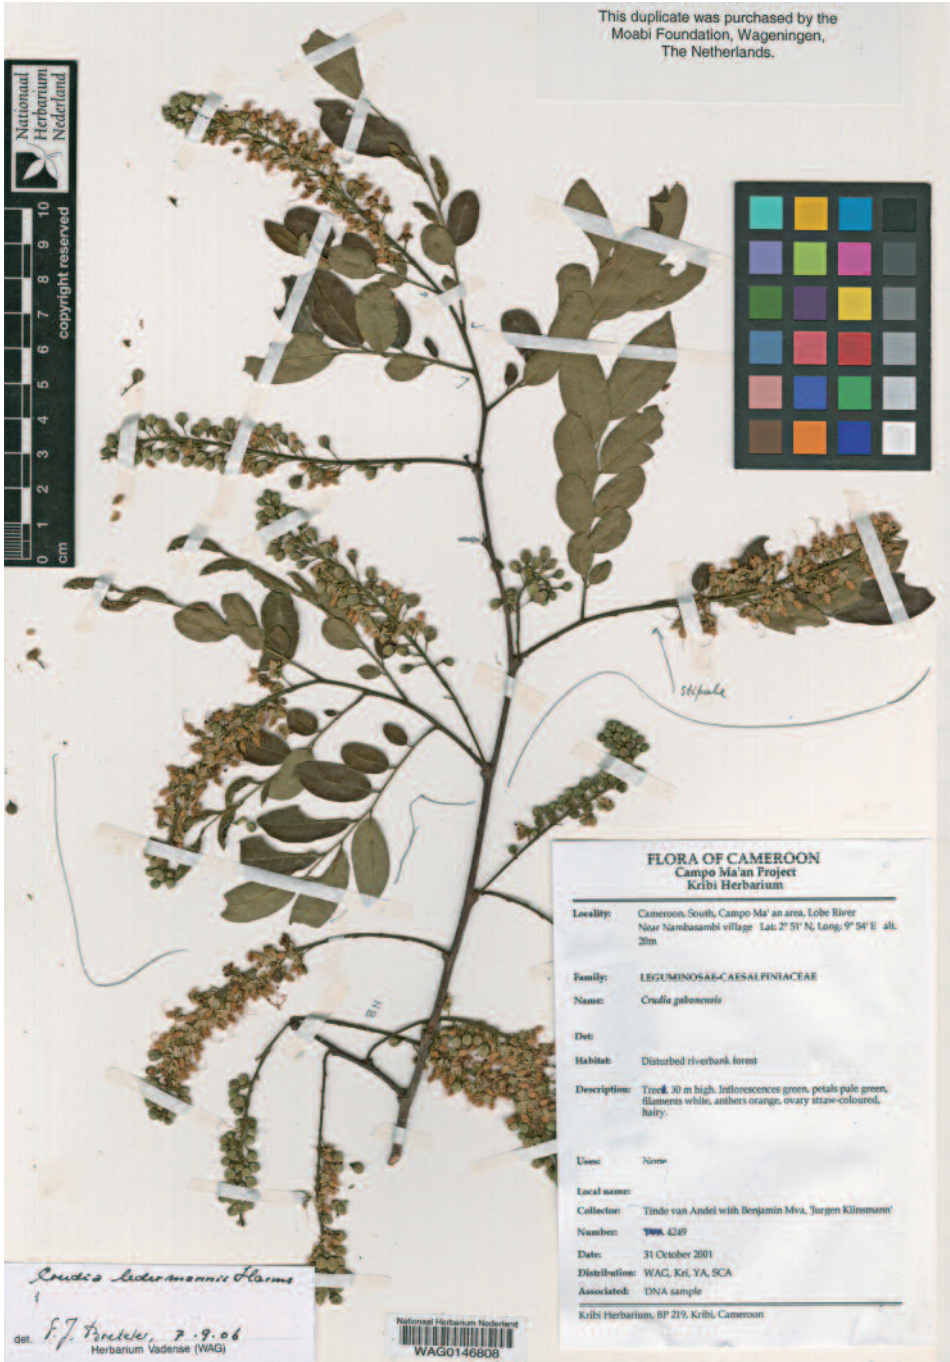 This duplicate was purchased by the
Moabi Foundation, Wageningen,
The Netherlands.
Nationaal
Herbarium
Nederland
10
9
8
7
6
5
4
3
2
1
0
cm
copyright reserved
stipule
NB
FLORA OF CAMEROON
Campo Ma'an Project
Kribi Herbarium
Locality: Cameroon, South, Campo Ma' an area, Lobe River
Near Nambasambi village Lat: 2° 51' N, Long: 9° 54' E alt.
20m
Family: LEGUMINOSAE-CAESALPINIACEAE
Name: Crudia gabonensis
Det:
Habitat: Disturbed riverbank forest
Description: Tree, 30 m high. Inflorescences green, petals pale green,
filaments white, anthers orange, ovary straw-coloured,
hairy.
Uses: None
Local name:
Collector: Tinde van Andel with Benjamin Mva, 'Jurgen Klinsmann'
Number: 4249
Date: 31 October 2001
Distribution: WAG, Kri, YA, SCA
Associated: DNA sample
Kribi Herbarium, BP 219, Kribi, Cameroon
Crudia ledermannii Harms
det. F.J. Breteler, 7.9.06
Herbarium Vadense (WAG)
Nationaal Herbarium Nederland
WAG0146808